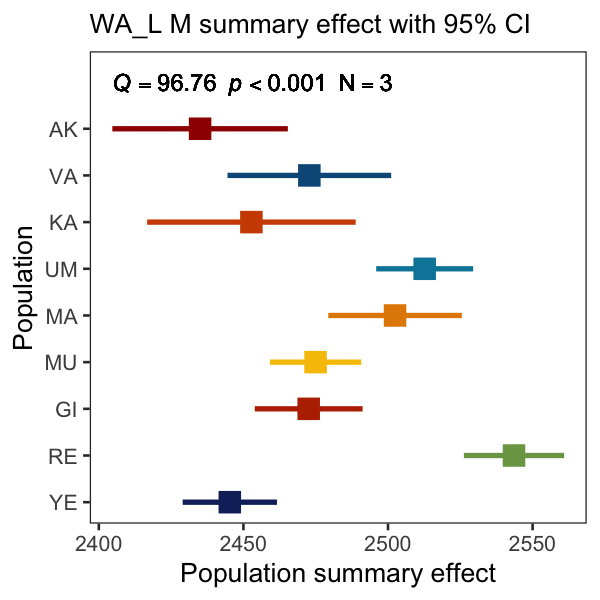 WA_L M summary effect with 95% CI
Q = 96.76 p < 0.001 N = 3
Population
AK
VA
KA
UM
MA
MU
GI
RE
YE
2400 2450 2500 2550
Population summary effect